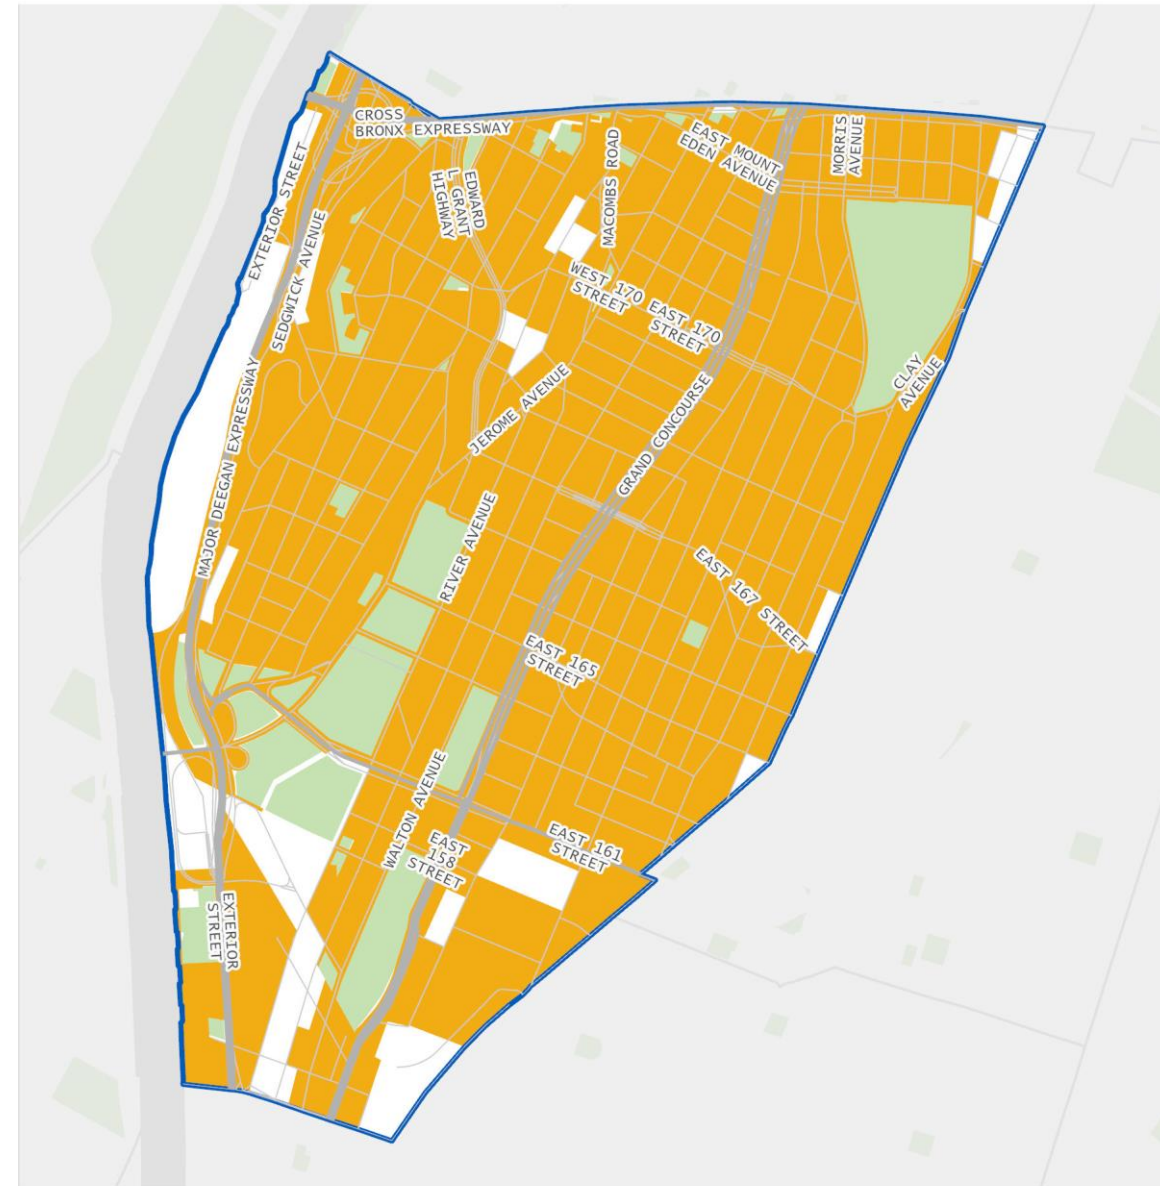 CROSS
BRONX EXPRESSWAY
EAST MOUNT
EDEN AVENUE
MORRIS
AVENUE
MACOMBS ROAD
EDWARD
L GRANT
HIGHWAY
EXTERIOR STREET
SEDGWICK AVENUE
WEST 170
STREET
EAST 170
STREET
CLAY
AVENUE
JEROME AVENUE
GRAND CONCOURSE
MAJOR DEEGAN EXPRESSWAY
RIVER AVENUE
EAST 167 STREET
EAST 165
STREET
WALTON AVENUE
EAST 161
STREET
EAST
158
STREET
EXTERIOR
STREET